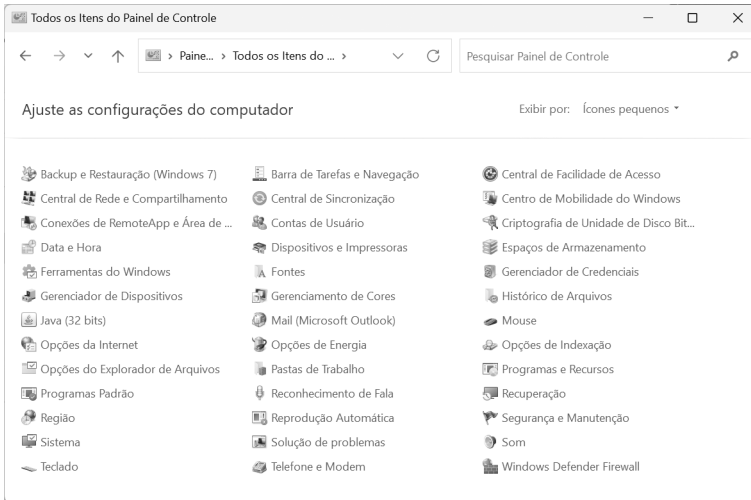 Todos os Itens do Painel de Controle
Paine... > Todos os Itens do ... >
Pesquisar Painel de Controle
Ajuste as configurações do computador
Exibir por: Ícones pequenos
Backup e Restauração (Windows 7)
Barra de Tarefas e Navegação
Central de Facilidade de Acesso
Central de Rede e Compartilhamento
Central de Sincronização
Centro de Mobilidade do Windows
Conexões de RemoteApp e Área de ...
Contas de Usuário
Criptografia de Unidade de Disco Bit...
Data e Hora
Dispositivos e Impressoras
Espaços de Armazenamento
Ferramentas do Windows
Fontes
Gerenciador de Credenciais
Gerenciador de Dispositivos
Gerenciamento de Cores
Histórico de Arquivos
Java (32 bits)
Mail (Microsoft Outlook)
Mouse
Opções da Internet
Opções de Energia
Opções de Indexação
Opções do Explorador de Arquivos
Pastas de Trabalho
Programas e Recursos
Programas Padrão
Reconhecimento de Fala
Recuperação
Região
Reprodução Automática
Segurança e Manutenção
Sistema
Solução de problemas
Som
Teclado
Telefone e Modem
Windows Defender Firewall